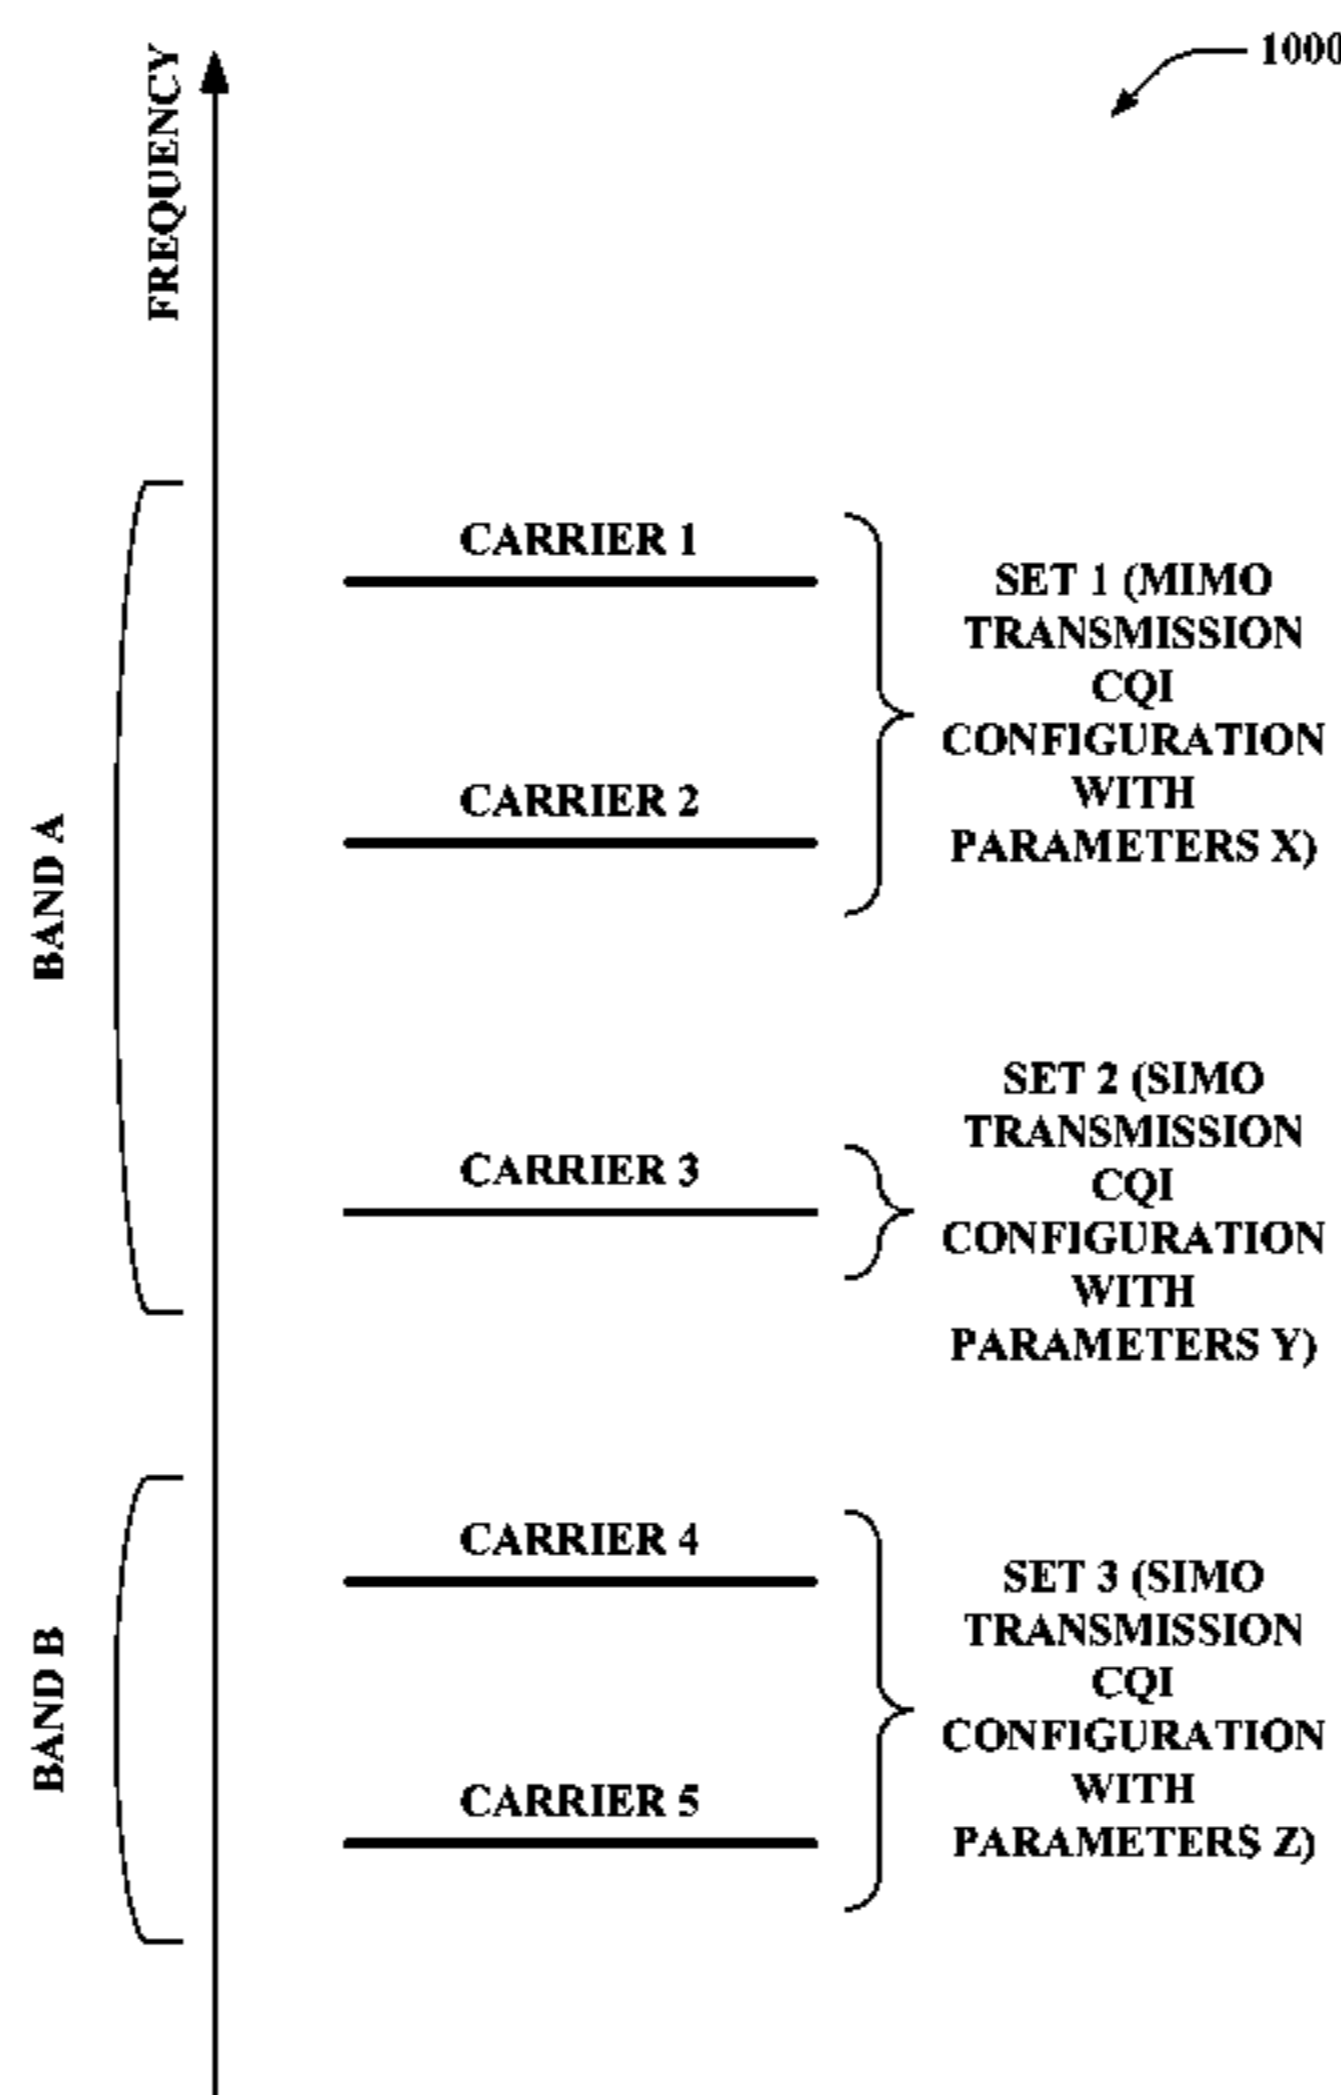 1000
FREQUENCY
BAND A
CARRIER 1
CARRIER 2
SET 1 (MIMO
TRANSMISSION
CQI
CONFIGURATION
WITH
PARAMETERS X)
CARRIER 3
SET 2 (SIMO
TRANSMISSION
CQI
CONFIGURATION
WITH
PARAMETERS Y)
BAND B
CARRIER 4
CARRIER 5
SET 3 (SIMO
TRANSMISSION
CQI
CONFIGURATION
WITH
PARAMETERS Z)